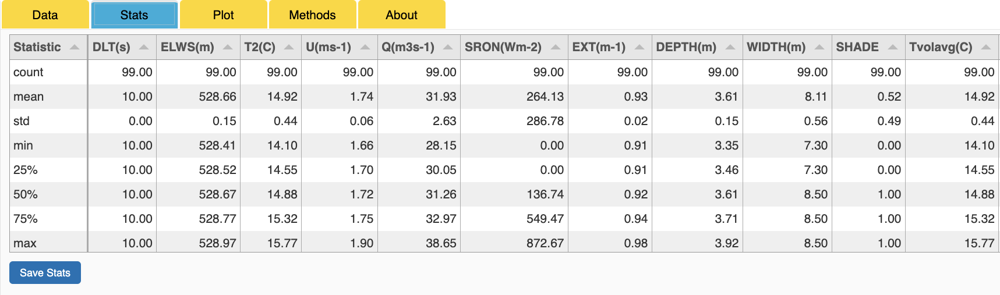 Data Stats Plot Methods About
Statistic DLT(s) ELWS(m) T2(C) U(ms-1) Q(m3s-1) SRON(Wm-2) EXT(m-1) DEPTH(m) WIDTH(m) SHADE Tvolavg(C)
count 99.00 99.00 99.00 99.00 99.00 99.00 99.00 99.00 99.00 99.00 99.00
mean 10.00 528.66 14.92 1.74 31.93 264.13 0.93 3.61 8.11 0.52 14.92
std 0.00 0.15 0.44 0.06 2.63 286.78 0.02 0.15 0.56 0.49 0.44
min 10.00 528.41 14.10 1.66 28.15 0.00 0.91 3.35 7.30 0.00 14.10
25% 10.00 528.52 14.55 1.70 30.05 0.00 0.91 3.46 7.30 0.00 14.55
50% 10.00 528.67 14.88 1.72 31.26 136.74 0.92 3.61 8.50 1.00 14.88
75% 10.00 528.77 15.32 1.75 32.97 549.47 0.94 3.71 8.50 1.00 15.32
max 10.00 528.97 15.77 1.90 38.65 872.67 0.98 3.92 8.50 1.00 15.77
Save Stats